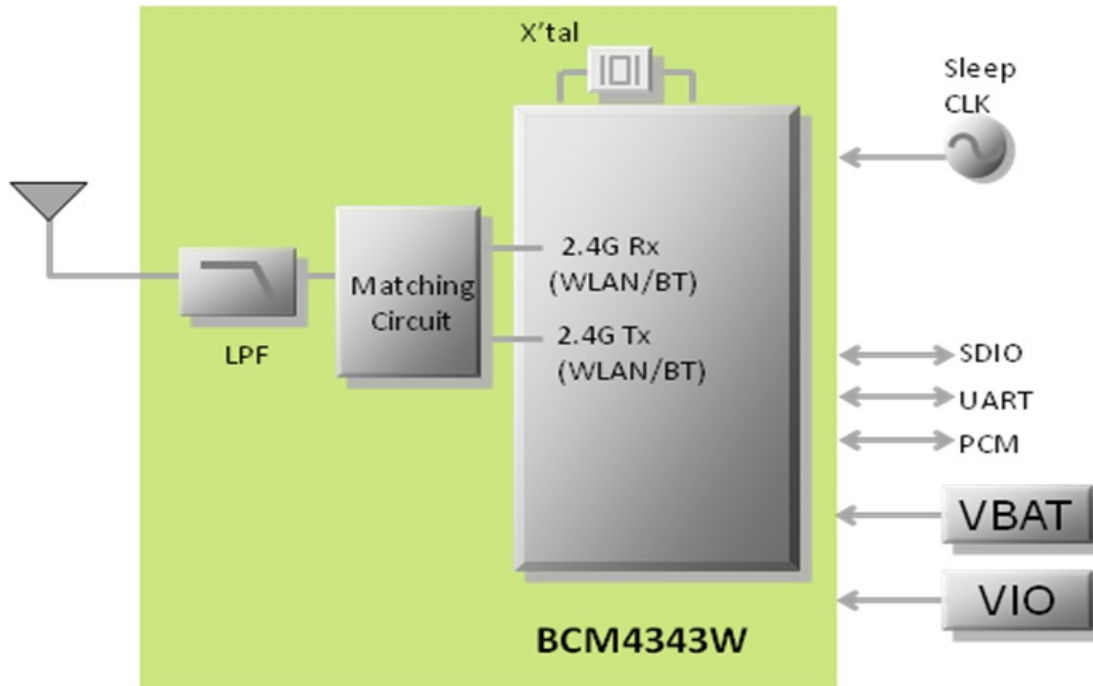 X'tal
Sleep
CLK
2.4G Rx
(WLAN/BT)
Matching
Circuit
2.4G Tx
(WLAN/BT)
LPF
SDIO
UART
PCM
VBAT
VIO
BCM4343W